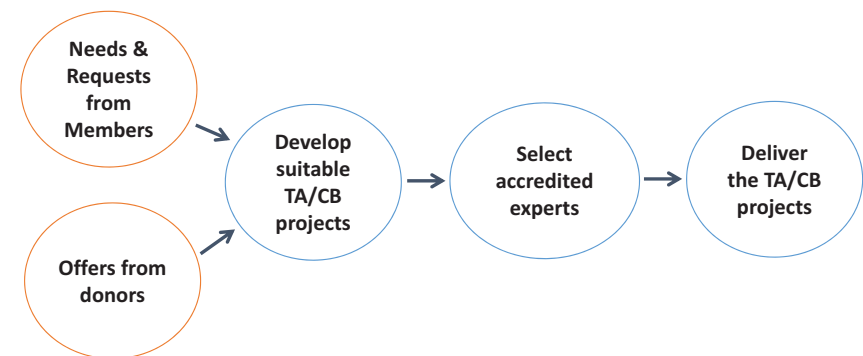 Needs &
Requests
from
Members
Offers from
donors
Develop
suitable
TA/CB
projects
Select
accredited
experts
Deliver
the TA/CB
projects